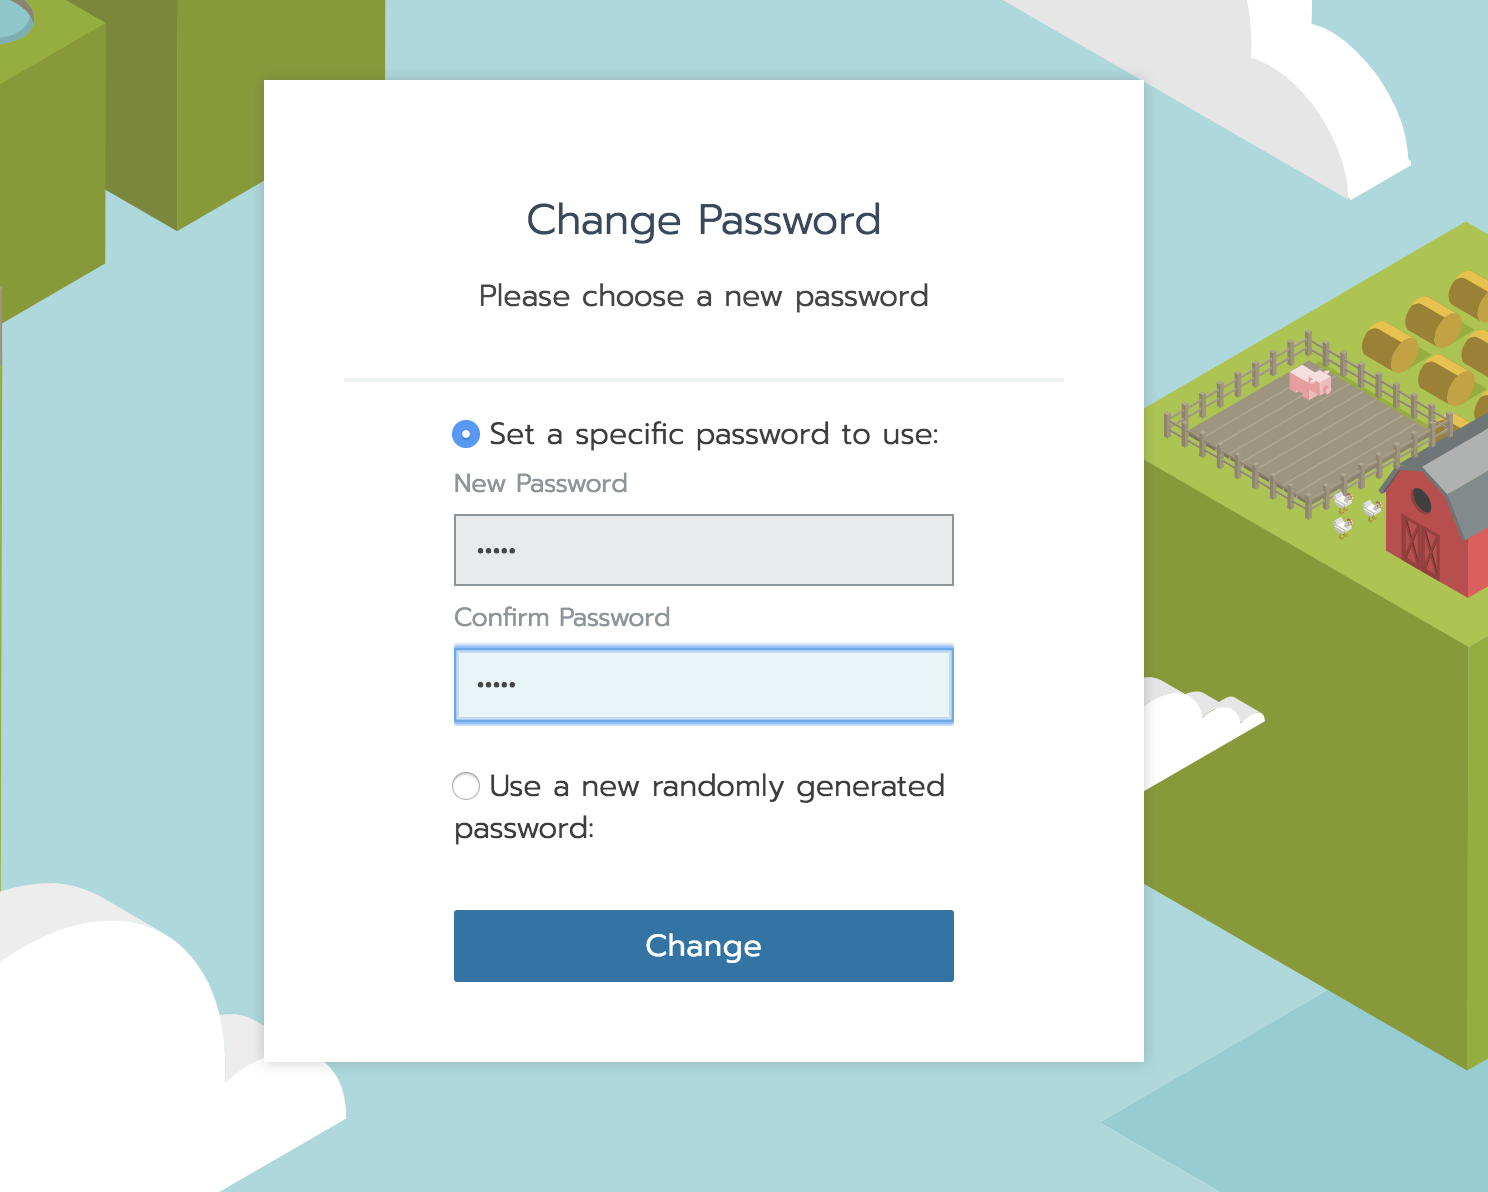 Change Password
Please choose a new password
Set a specific password to use:
New Password
•••••
Confirm Password
•••••
Use a new randomly generated
password:
Change